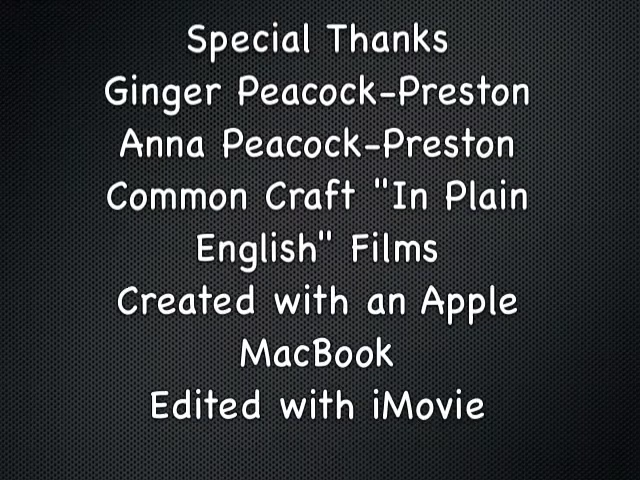 Special Thanks
Ginger Peacock-Preston
Anna Peacock-Preston
Common Craft "In Plain
English" Films
Created with an Apple
MacBook
Edited with iMovie